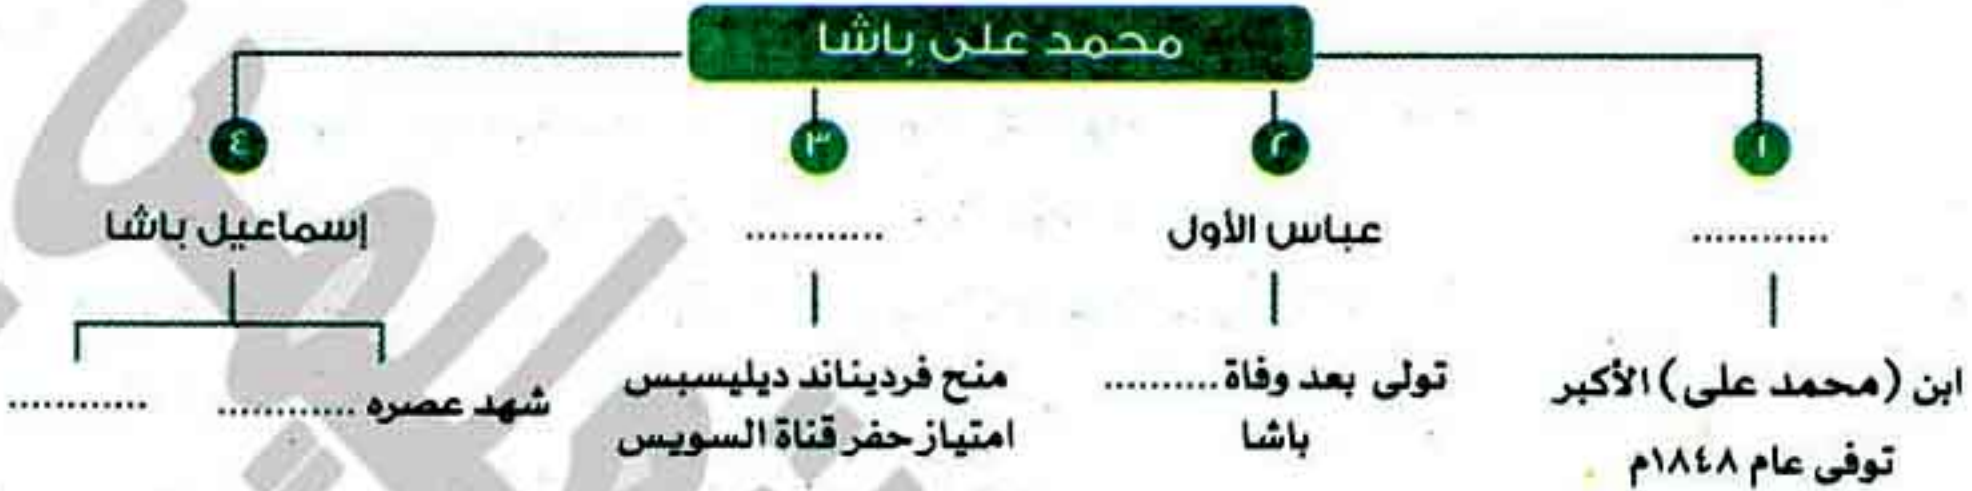 محمد على باشا
١ ٢ ٣ ٤
............ عباس الأول ............ إسماعيل باشا
ابن (محمد على) الأكبر تولى بعد وفاة .......... منح فرديناند ديليسبس شهد عصره ............ ............
توفى عام ١٨٤٨م باشا امتياز حفر قناة السويس